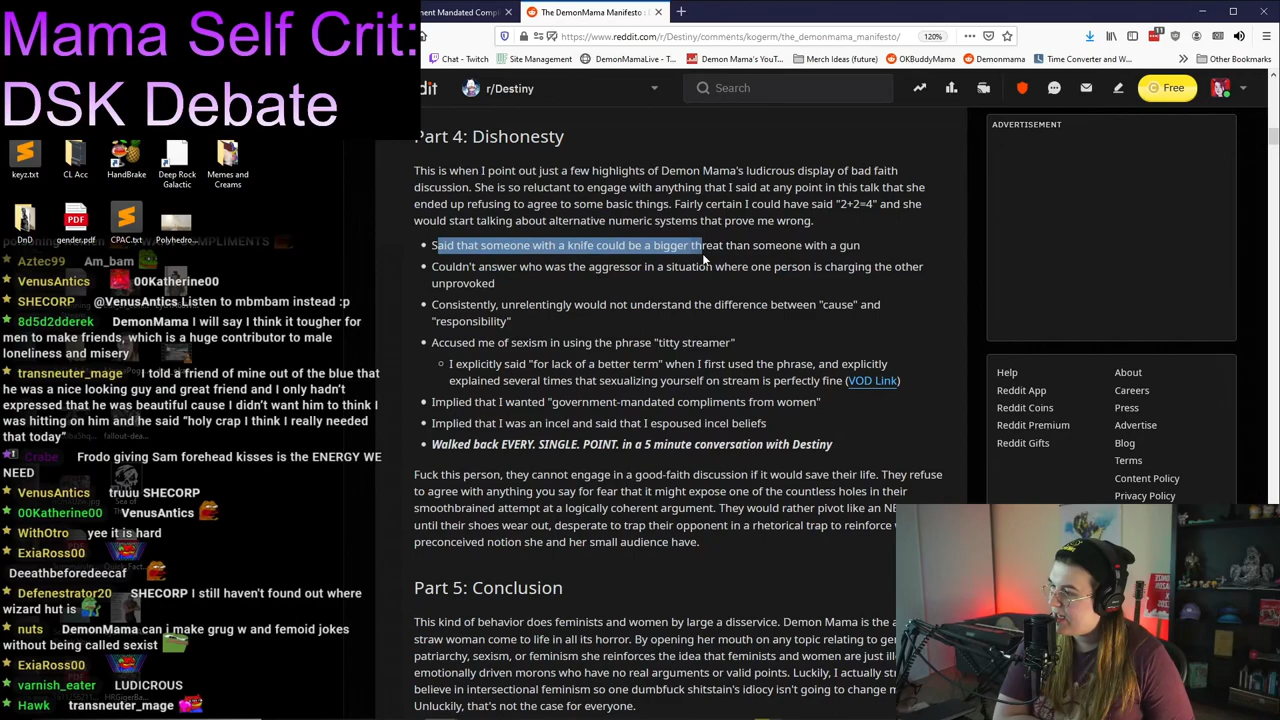 Mama Self Crit:
DSK Debate
keyz.txt
CL Acc
HandBrake
Deep Rock
Galactic
Memes and
Creams
DnD
gender.pdf
CPAC.txt
Polyhedro...
Aztec99 Am_bam
VenusAntics 00Katherine00
SHECORP @VenusAntics Listen to mbmbam instead :p
8d5d2dderek DemonMama I will say I think it tougher for
men to make friends, which is a huge contributor to male
loneliness and misery
transneuter_mage I told a friend of mine out of the blue that
he was a nice looking guy and great friend and I only hadn't
expressed that he was beautiful cause I didn't want him to think I
was hitting on him and he said "holy crap I think I really needed
that today"
Crabe Frodo giving Sam forehead kisses is the ENERGY WE
NEED
VenusAntics truuu SHECORP
00Katherine00 VenusAntics
WithOtro yee it is hard
ExiaRoss00
Deeathbeforedeecaf
Defenestrator20 SHECORP I still haven't found out where
wizard hut is
nuts DemonMama can i make grug w and femoid jokes
without being called sexist
ExiaRoss00
varnish_eater LUDICROUS
Hawk transneuter_mage
ment Mandated Compl
The DemonMama Manifesto : D
https://www.reddit.com/r/Destiny/comments/kogerm/the_demonmama_manifesto/
120%
Chat - Twitch
Site Management
DemonMamaLive - T...
Demon Mama's YouT...
Merch Ideas (future)
OKBuddyMama
Demonmama
Time Converter and W...
Other Bookmarks
dit
r/Destiny
Search
Free
Part 4: Dishonesty
This is when I point out just a few highlights of Demon Mama's ludicrous display of bad faith
discussion. She is so reluctant to engage with anything that I said at any point in this talk that she
ended up refusing to agree to some basic things. Fairly certain I could have said "2+2=4" and she
would start talking about alternative numeric systems that prove me wrong.
Said that someone with a knife could be a bigger threat than someone with a gun
Couldn't answer who was the aggressor in a situation where one person is charging the other
unprovoked
Consistently, unrelentingly would not understand the difference between "cause" and
"responsibility"
Accused me of sexism in using the phrase "titty streamer"
I explicitly said "for lack of a better term" when I first used the phrase, and explicitly
explained several times that sexualizing yourself on stream is perfectly fine (VOD Link)
Implied that I wanted "government-mandated compliments from women"
Implied that I was an incel and said that I espoused incel beliefs
Walked back EVERY. SINGLE. POINT. in a 5 minute conversation with Destiny
Fuck this person, they cannot engage in a good-faith discussion if it would save their life. They refuse
to agree with anything you say for fear that it might expose one of the countless holes in their
smoothbrained attempt at a logically coherent argument. They would rather pivot like an NB
until their shoes wear out, desperate to trap their opponent in a rhetorical trap to reinforce
preconceived notion she and her small audience have.
Part 5: Conclusion
This kind of behavior does feminists and women by large a disservice. Demon Mama is the a
straw woman come to life in all its horror. By opening her mouth on any topic relating to ge
patriarchy, sexism, or feminism she reinforces the idea that feminists and women are just ill
emotionally driven morons who have no real arguments or valid points. Luckily, I actually st
believe in intersectional feminism so one dumbfuck shitstain's idiocy isn't going to change m
Unluckily, that's not the case for everyone.
ADVERTISEMENT
Help
About
Reddit App
Careers
Reddit Coins
Press
Reddit Premium
Advertise
Reddit Gifts
Blog
Terms
Content Policy
Privacy Policy